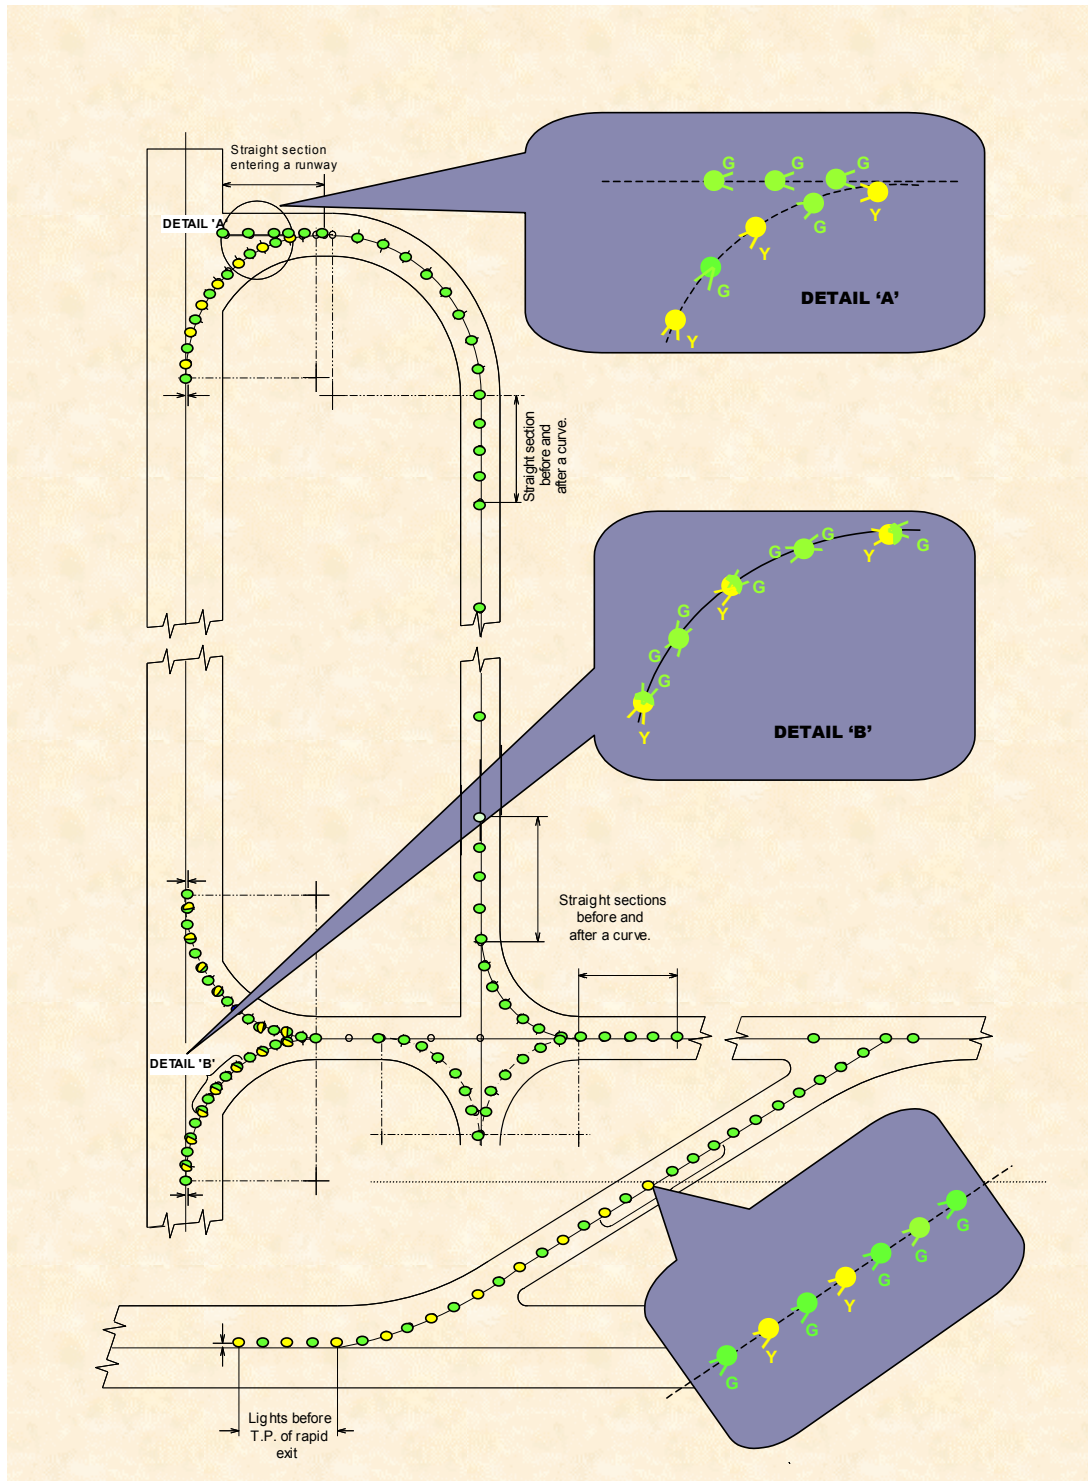 Straight section
entering a runway
DETAIL 'A'
G
G
G
Y
G
Y
G
Y
DETAIL ‘A’
Straight section
before and
after a curve.
G
G
Y
G
G
Y
G
G
G
Y
DETAIL ‘B’
Straight sections
before and
after a curve.
DETAIL 'B'
G
G
G
Y
G
Y
G
Lights before
T.P. of rapid
exit